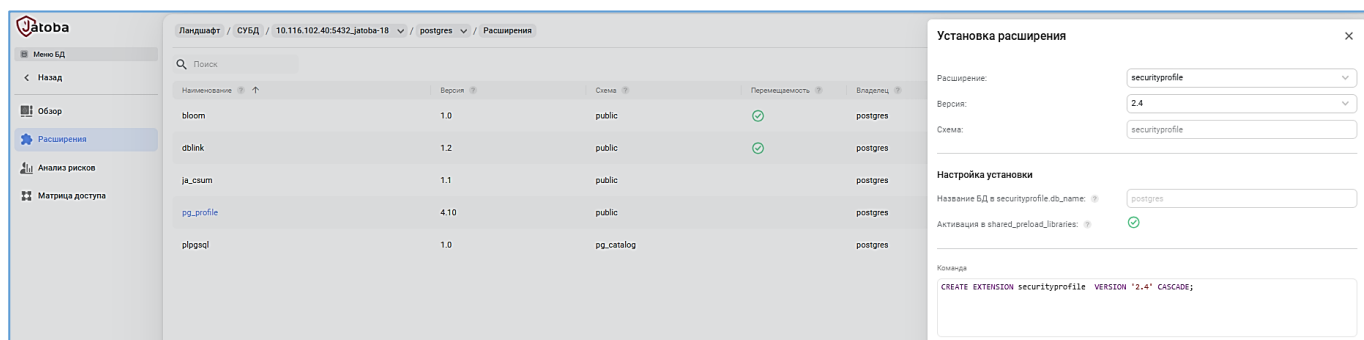 Jatoba
Ландшафт / СУБД / 10.116.102.40:5432_jatoba-18 / postgres / Расширения
Меню БД
Назад
Обзор
Расширения
Анализ рисков
Матрица доступа
Поиск
Наименование ? Версия ? Схема ? Перемещаемость ? Владелец ?
bloom 1.0 public postgres
dblink 1.2 public postgres
ja_csum 1.1 public postgres
pg_profile 4.10 public postgres
plpgsql 1.0 pg_catalog postgres
Установка расширения
Расширение: securityprofile
Версия: 2.4
Схема: securityprofile
Настройка установки
Название БД в securityprofile.db_name: ? postgres
Активация в shared_preload_libraries: ?
Команда
CREATE EXTENSION securityprofile VERSION '2.4' CASCADE;